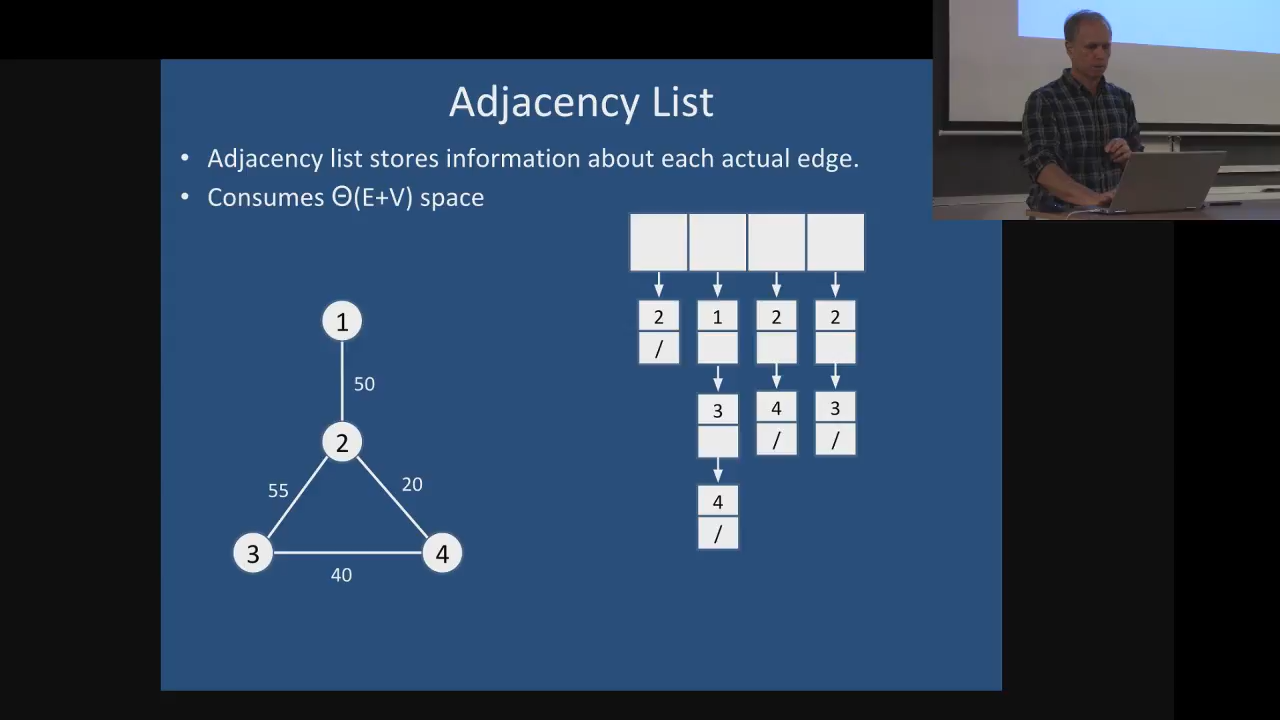 Adjacency List
• Adjacency list stores information about each actual edge.
• Consumes Θ(E+V) space
1
50
2
55
20
3
4
40
2 1 2 2
/
3 4 3
/ /
4
/